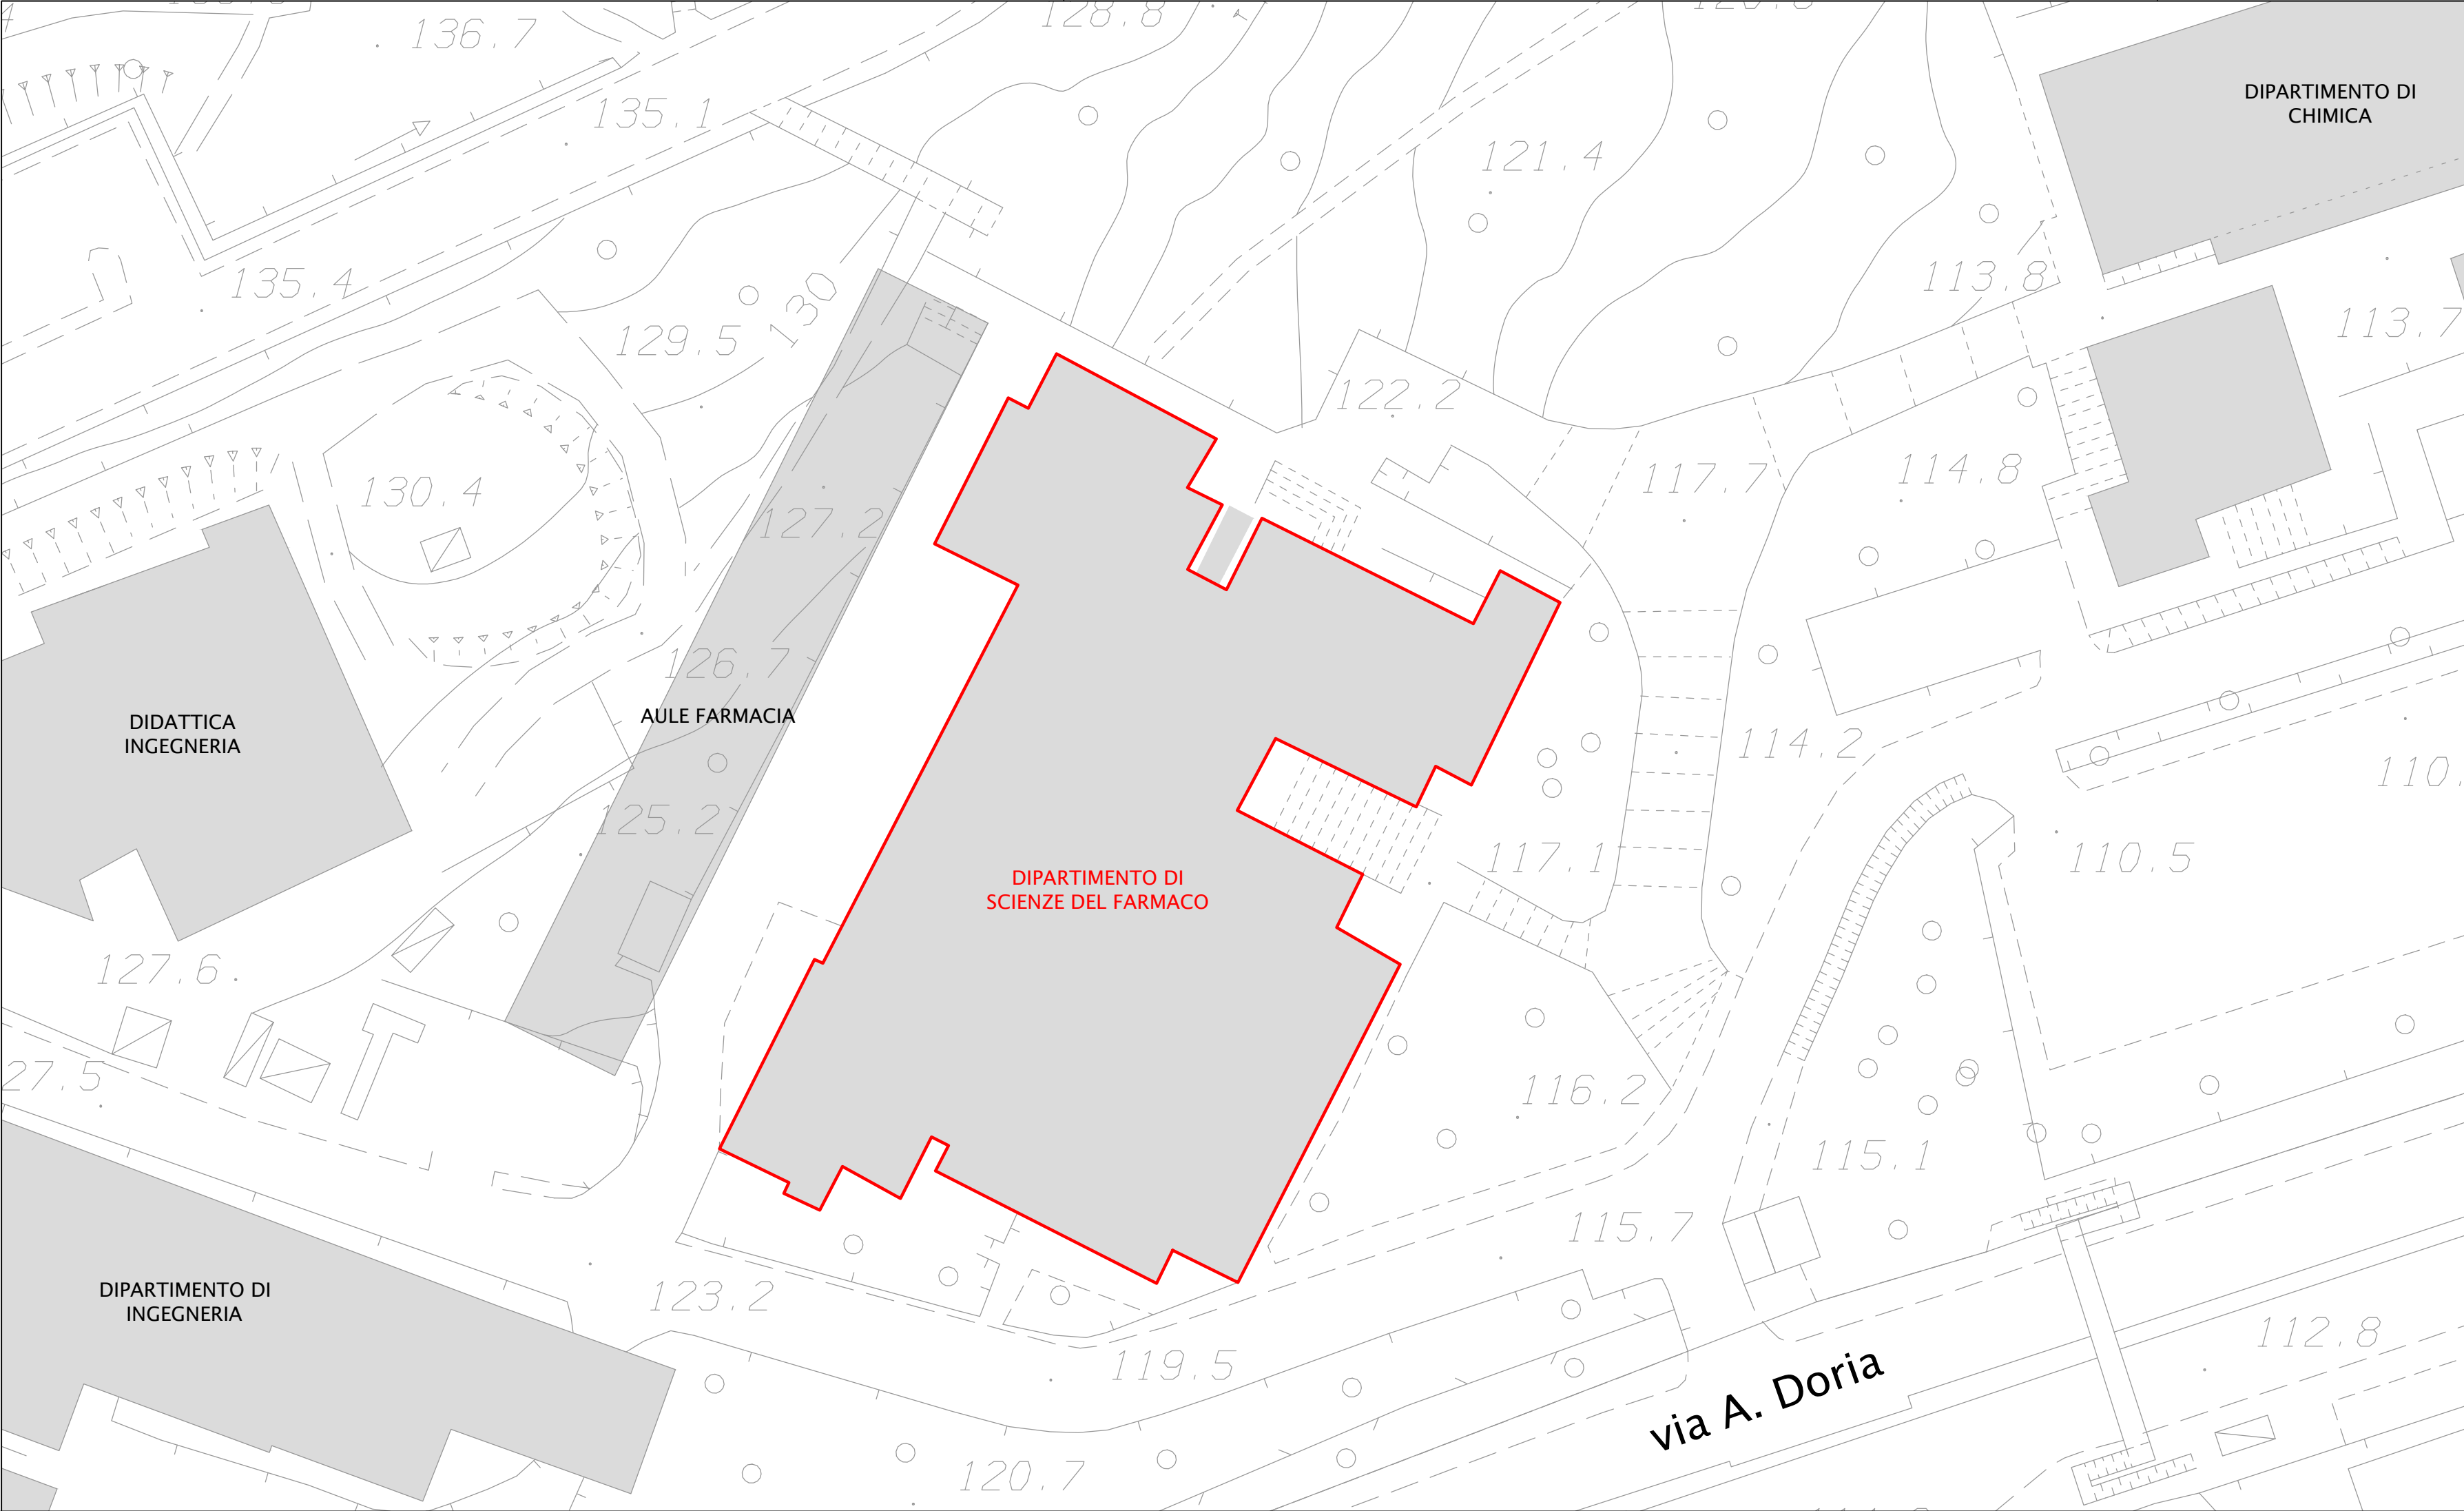 136.7
128.8
135.1
121.4
DIPARTIMENTO DI
CHIMICA
135.4
130
129.5
113.8
113.7
122.2
130.4
127.2
117.7
114.8
126.7
DIDATTICA
INGEGNERIA
AULE FARMACIA
114.2
125.2
110.
117.1
110.5
DIPARTIMENTO DI
SCIENZE DEL FARMACO
127.6
27.5
116.2
115.1
115.7
DIPARTIMENTO DI
INGEGNERIA
123.2
119.5
112.8
via A. Doria
120.7